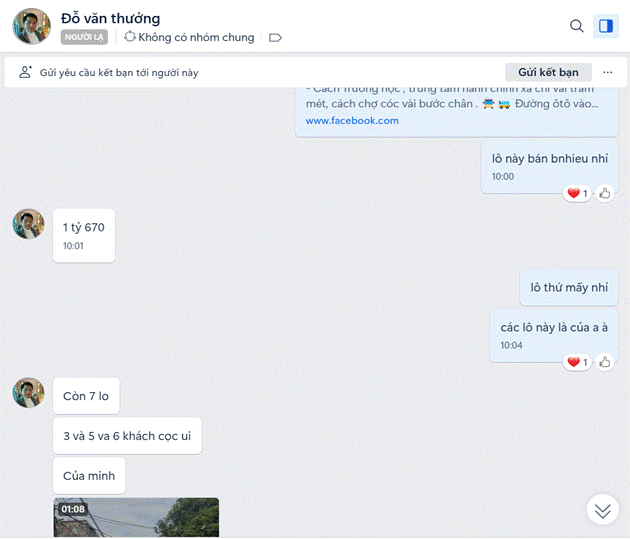 Đỗ văn thưởng
NGƯỜI LẠ
Không có nhóm chung
Gửi yêu cầu kết bạn tới người này
Gửi kết bạn
- Cách Trường học , trung tâm hành chính xã chỉ vài trăm
mét, cách chợ cóc vài bước chân . 🚖 🚎 Đường ôtô vào...
www.facebook.com
lô này bán bnhieu nhỉ
10:00
1
1 tỷ 670
10:01
lô thứ mấy nhỉ
các lô này là của a à
10:04
1
Còn 7 lo
3 và 5 va 6 khách cọc ui
Của minh
01:08